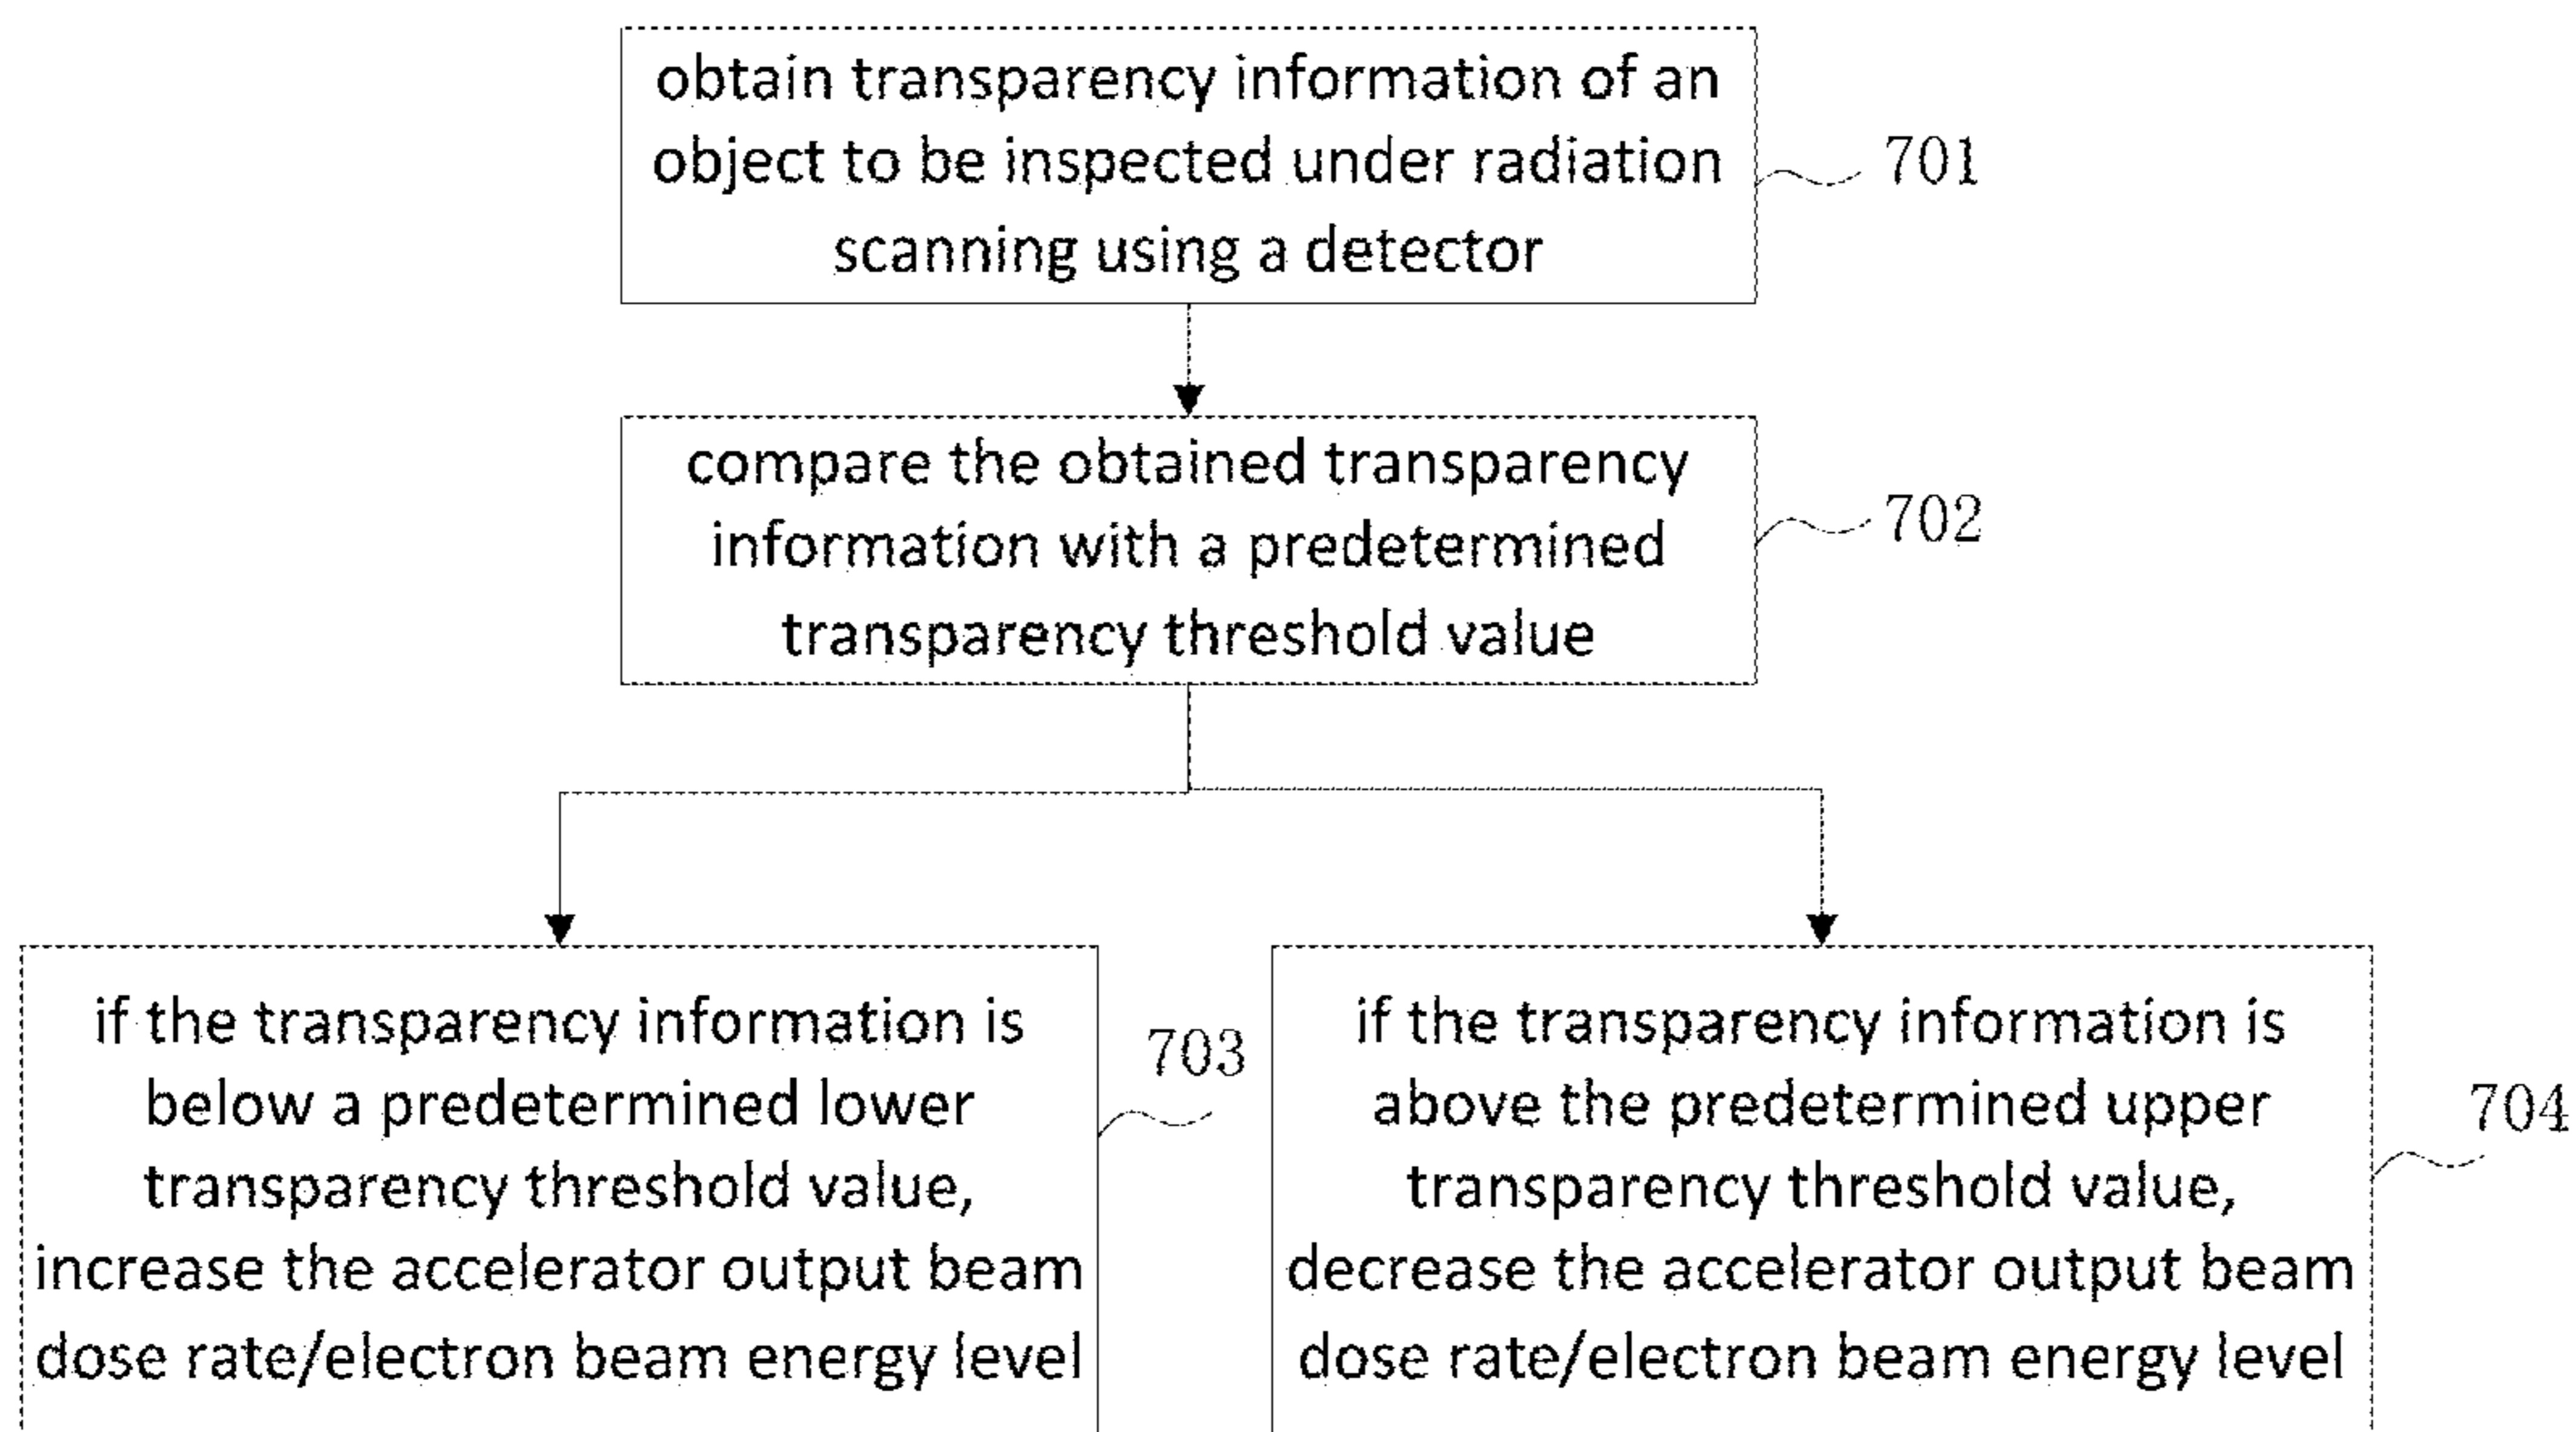 obtain transparency information of an
object to be inspected under radiation
scanning using a detector
701
compare the obtained transparency
information with a predetermined
transparency threshold value
702
if the transparency information is
below a predetermined lower
transparency threshold value,
increase the accelerator output beam
dose rate/electron beam energy level
703
if the transparency information is
above the predetermined upper
transparency threshold value,
decrease the accelerator output beam
dose rate/electron beam energy level
704